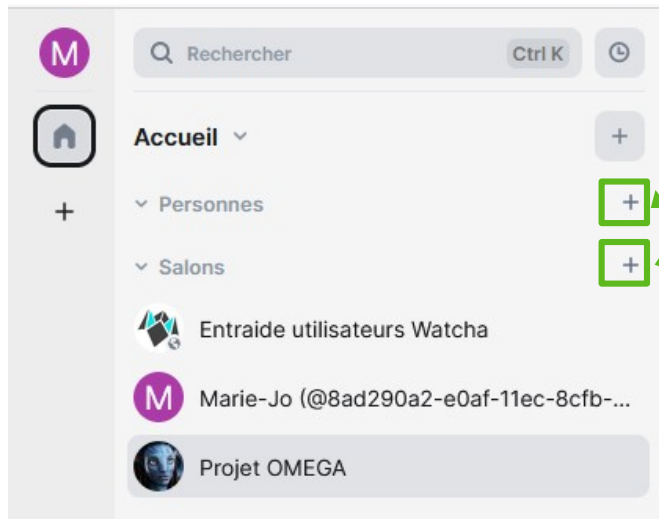 M
Rechercher
Ctrl K
Accueil
+
+
Personnes
+
Salons
+
Entraide utilisateurs Watcha
M
Marie-Jo (@8ad290a2-e0af-11ec-8cfb-...
Projet OMEGA